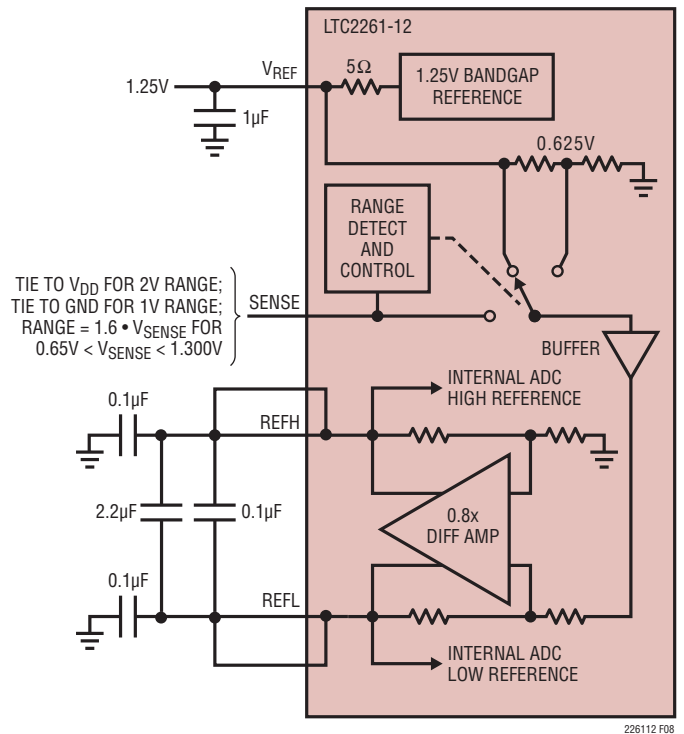 LTC2261-12
VREF
5Ω
1.25V
1.25V BANDGAP
REFERENCE
1µF
0.625V
RANGE
DETECT
AND
CONTROL
TIE TO VDD FOR 2V RANGE;
TIE TO GND FOR 1V RANGE;
RANGE = 1.6 • VSENSE FOR
0.65V < VSENSE < 1.300V
SENSE
BUFFER
INTERNAL ADC
HIGH REFERENCE
0.1µF
REFH
2.2µF
0.1µF
0.8x
DIFF AMP
0.1µF
REFL
INTERNAL ADC
LOW REFERENCE
226112 F08